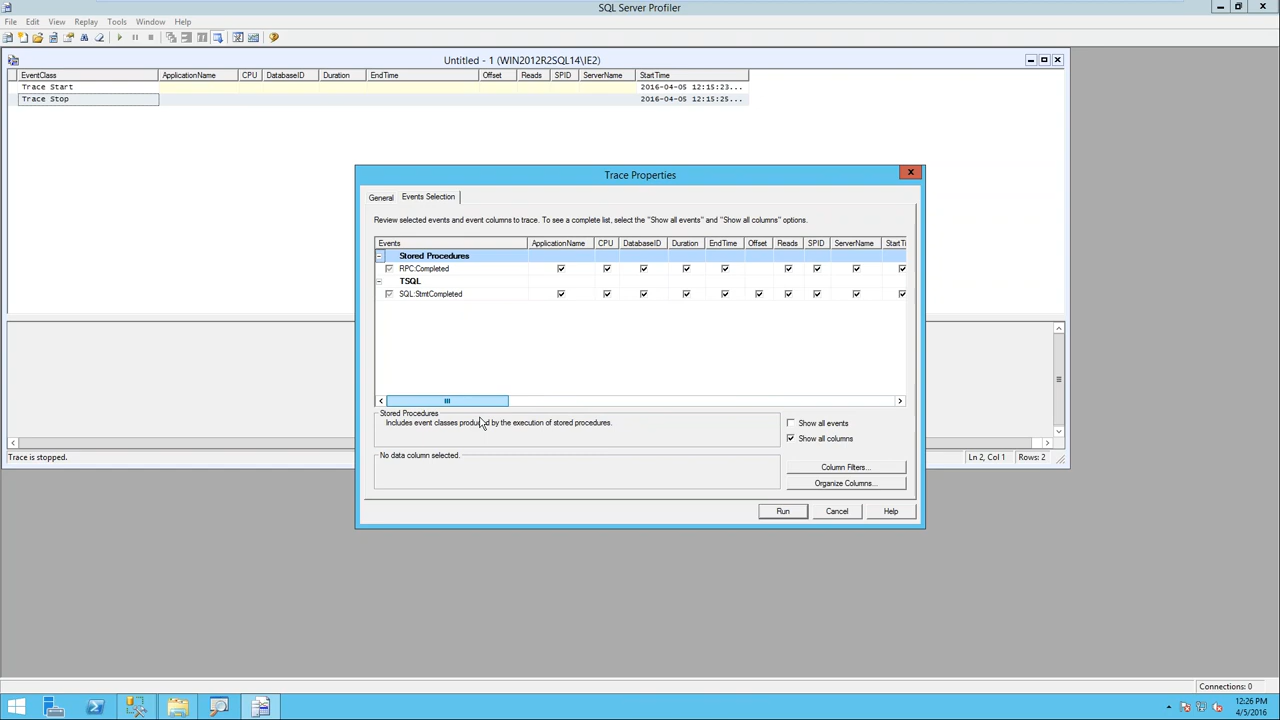 SQL Server Profiler
File Edit View Replay Tools Window Help
Untitled - 1 (WIN2012R2SQL14\IE2)
EventClass ApplicationName CPU DatabaseID Duration EndTime Offset Reads SPID ServerName StartTime
Trace Start 2016-04-05 12:15:23...
Trace Stop 2016-04-05 12:15:25...
Trace Properties
General Events Selection
Review selected events and event columns to trace. To see a complete list, select the "Show all events" and "Show all columns" options.
Events ApplicationName CPU DatabaseID Duration EndTime Offset Reads SPID ServerName StartTi
Stored Procedures
RPC:Completed
TSQL
SQL:StmtCompleted
Stored Procedures
Includes event classes produced by the execution of stored procedures.
Show all events
Show all columns
No data column selected.
Column Filters...
Organize Columns...
Run Cancel Help
Trace is stopped. Ln 2, Col 1 Rows: 2
Connections: 0
12:26 PM
4/5/2016